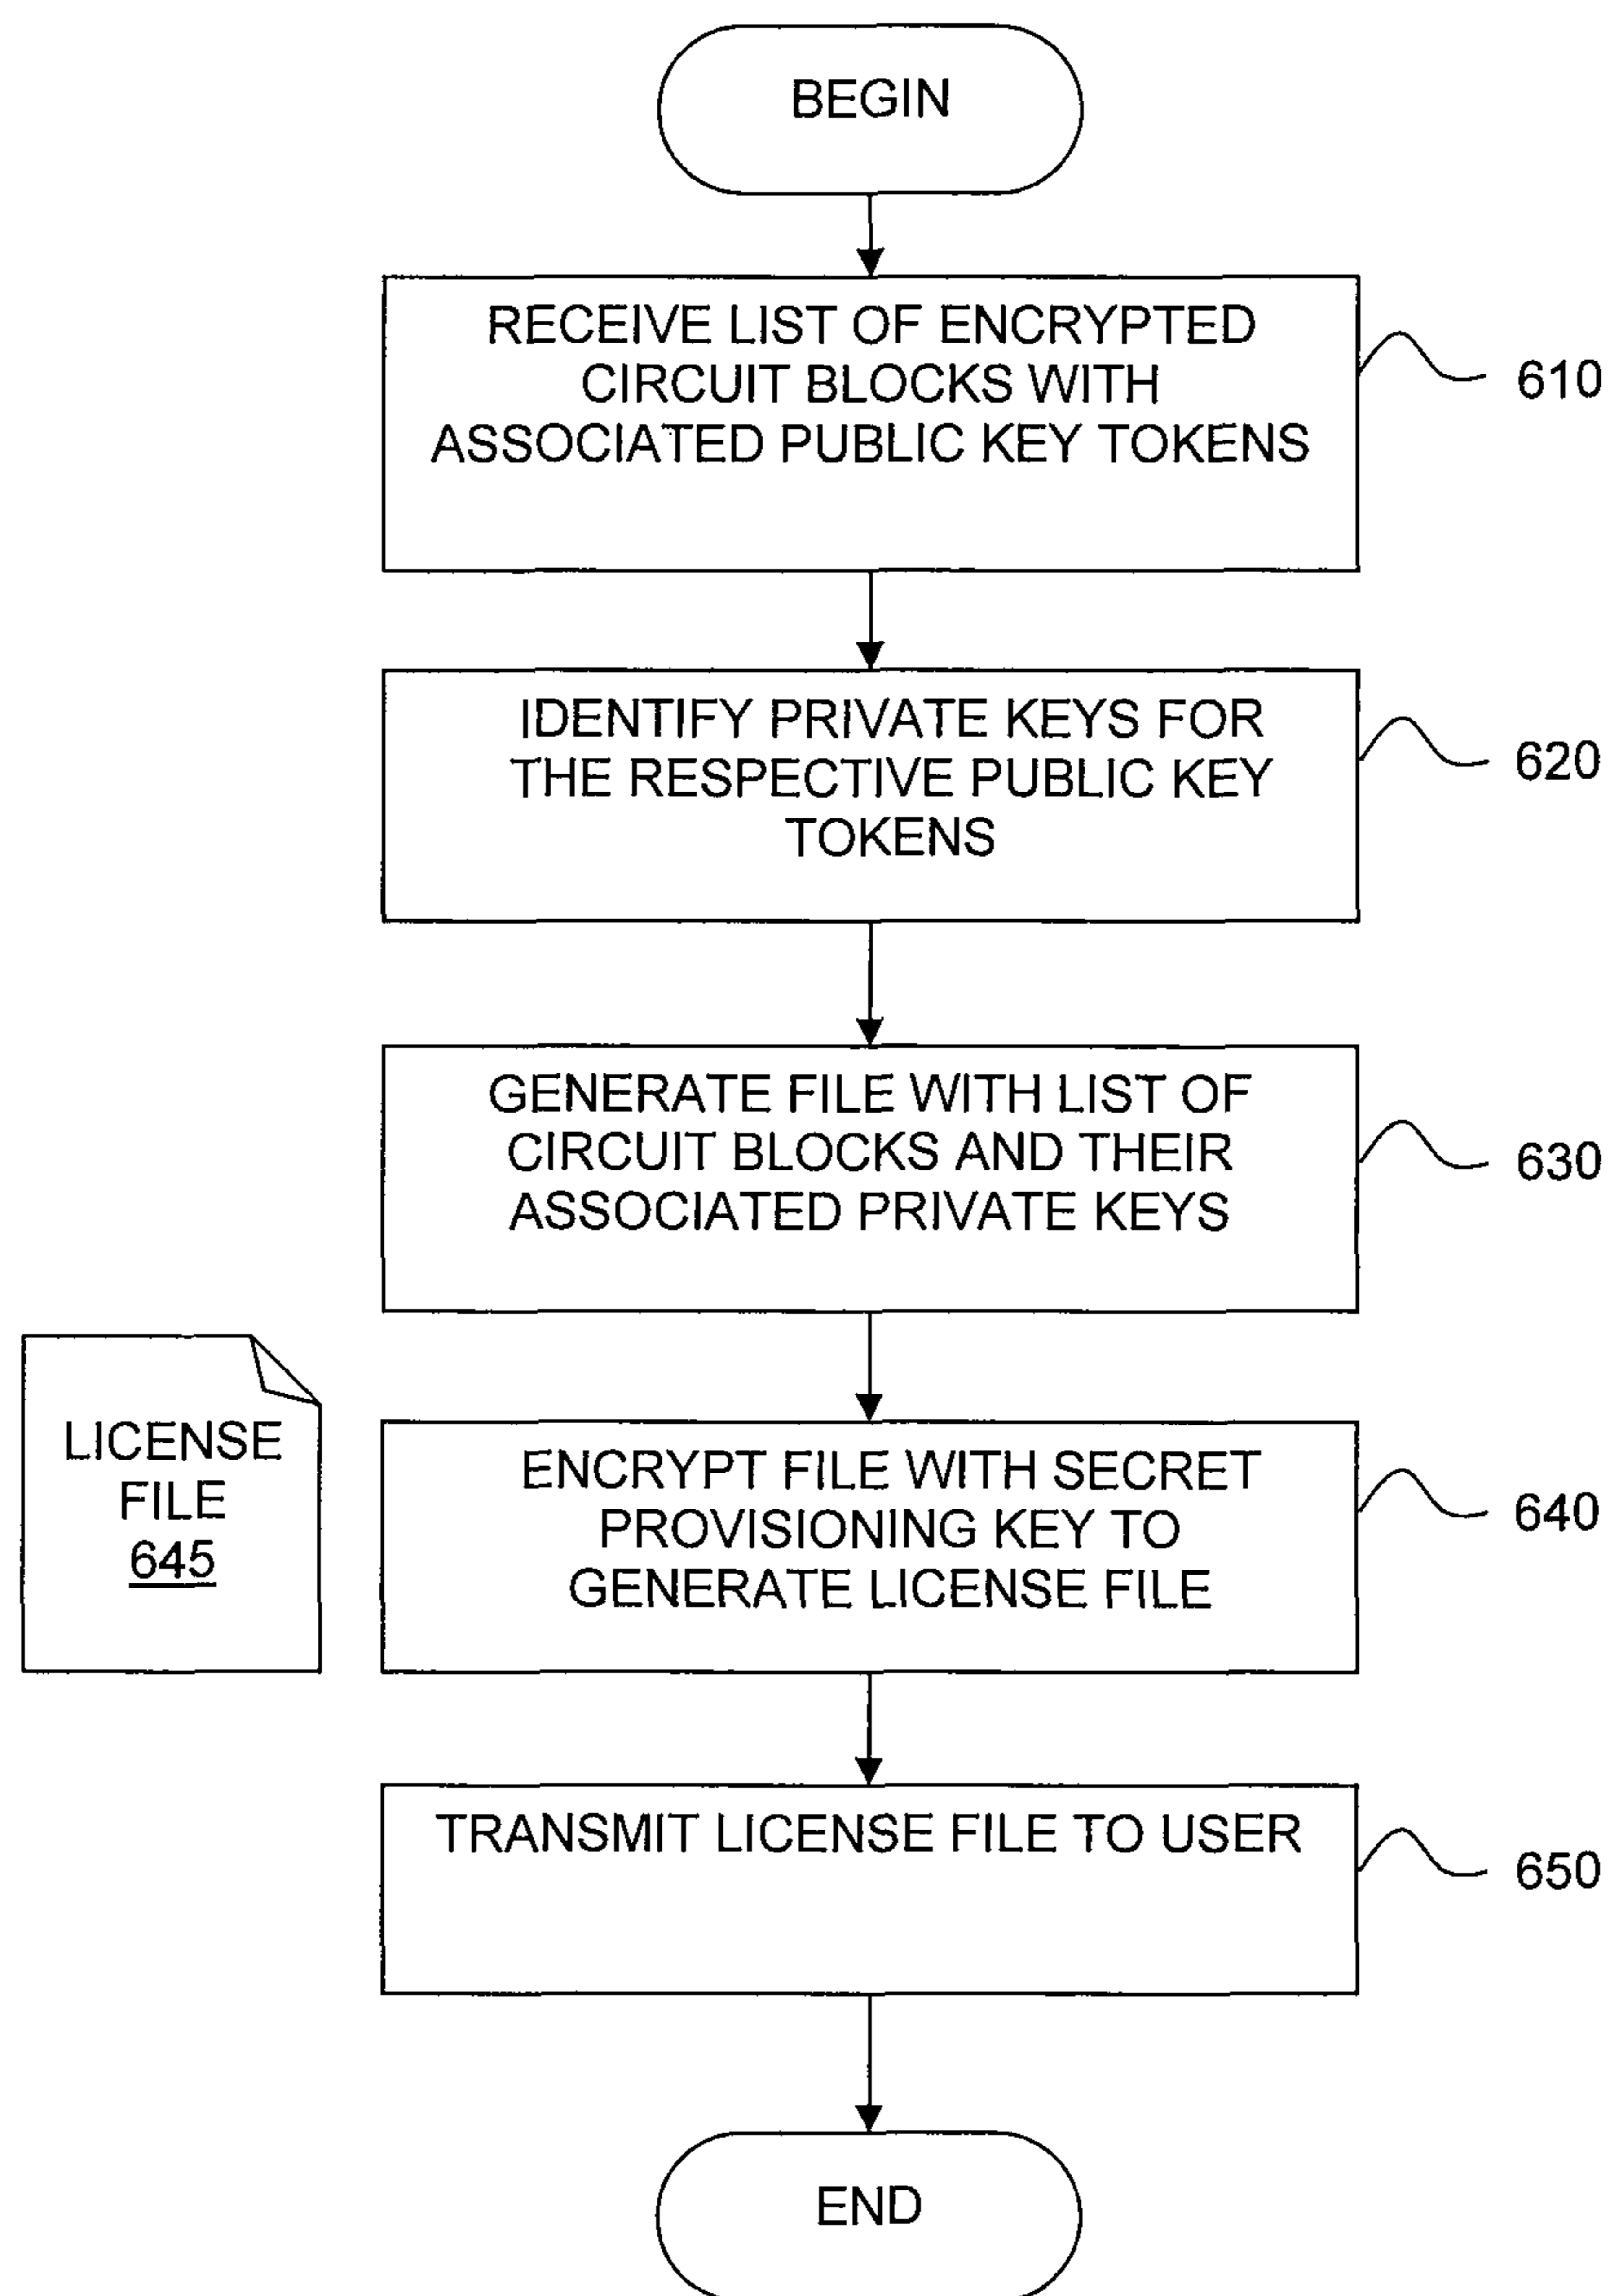 BEGIN
RECEIVE LIST OF ENCRYPTED
CIRCUIT BLOCKS WITH
ASSOCIATED PUBLIC KEY TOKENS
610
IDENTIFY PRIVATE KEYS FOR
THE RESPECTIVE PUBLIC KEY
TOKENS
620
GENERATE FILE WITH LIST OF
CIRCUIT BLOCKS AND THEIR
ASSOCIATED PRIVATE KEYS
630
LICENSE
FILE
645
ENCRYPT FILE WITH SECRET
PROVISIONING KEY TO
GENERATE LICENSE FILE
640
TRANSMIT LICENSE FILE TO USER
650
END